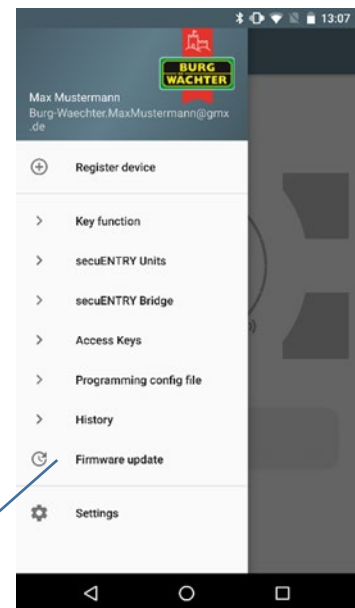 13:07
BURG
WÄCHTER
Max Mustermann
Burg-Waechter.MaxMustermann@gmx
.de
Register device
Key function
secuENTRY Units
secuENTRY Bridge
Access Keys
Programming config file
History
Firmware update
Settings